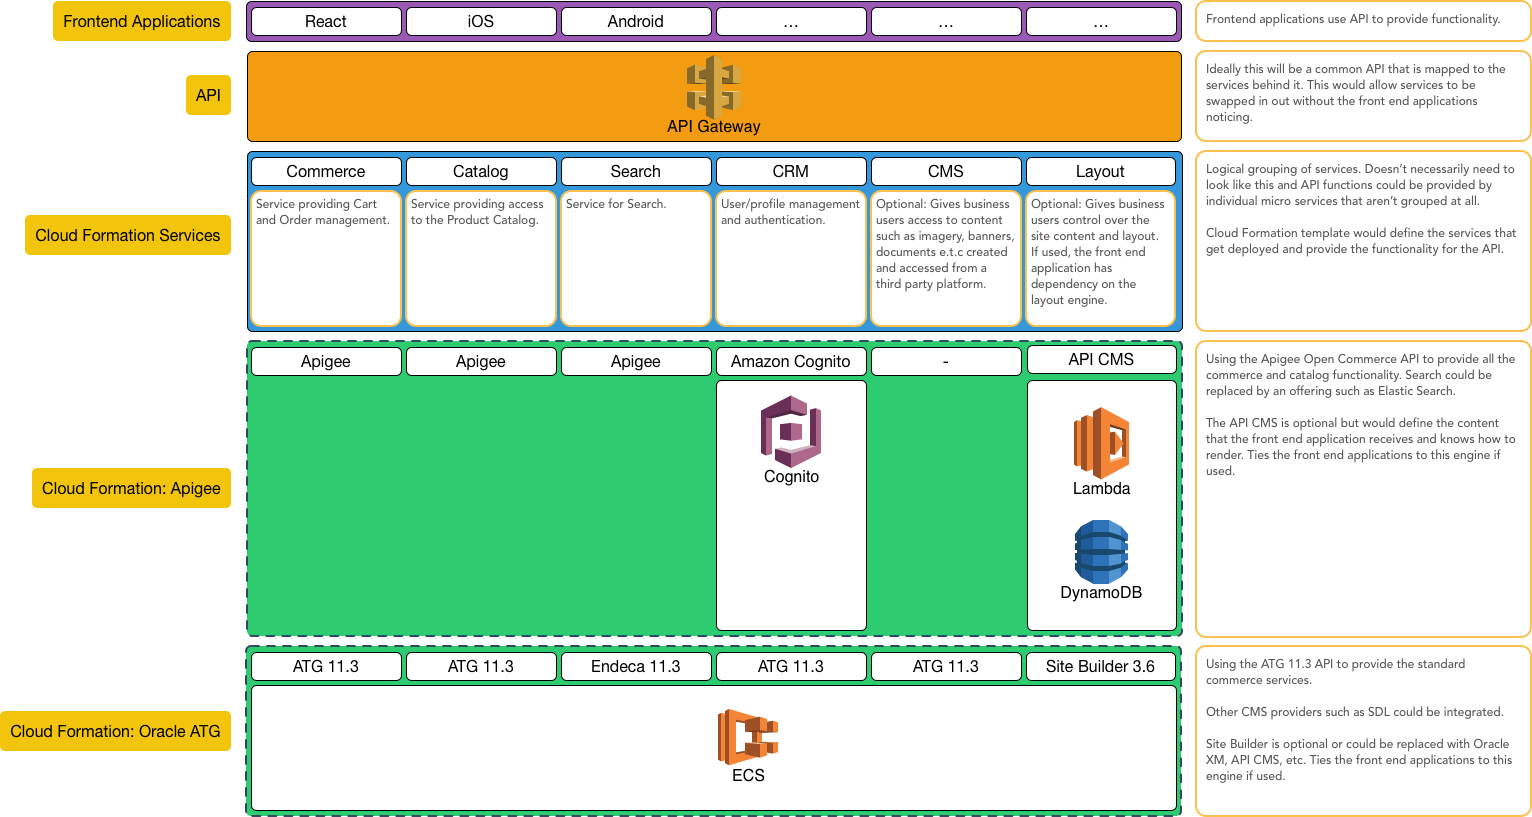 Frontend Applications
React
iOS
Android
...
...
...
Frontend applications use API to provide functionality.
API
API Gateway
Ideally this will be a common API that is mapped to the
services behind it. This would allow services to be
swapped in out without the front end applications
noticing.
Cloud Formation Services
Commerce
Service providing Cart
and Order management.
Catalog
Service providing access
to the Product Catalog.
Search
Service for Search.
CRM
User/profile management
and authentication.
CMS
Optional: Gives business
users access to content
such as imagery, banners,
documents e.t.c created
and accessed from a
third party platform.
Layout
Optional: Gives business
users control over the
site content and layout.
If used, the front end
application has
dependency on the
layout engine.
Logical grouping of services. Doesn’t necessarily need to
look like this and API functions could be provided by
individual micro services that aren’t grouped at all.
Cloud Formation template would define the services that
get deployed and provide the functionality for the API.
Cloud Formation: Apigee
Apigee
Apigee
Apigee
Amazon Cognito
-
API CMS
Cognito
Lambda
DynamoDB
Using the Apigee Open Commerce API to provide all the
commerce and catalog functionality. Search could be
replaced by an offering such as Elastic Search.
The API CMS is optional but would define the content
that the front end application receives and knows how to
render. Ties the front end applications to this engine if
used.
Cloud Formation: Oracle ATG
ATG 11.3
ATG 11.3
Endeca 11.3
ATG 11.3
ATG 11.3
Site Builder 3.6
ECS
Using the ATG 11.3 API to provide the standard
commerce services.
Other CMS providers such as SDL could be integrated.
Site Builder is optional or could be replaced with Oracle
XM, API CMS, etc. Ties the front end applications to this
engine if used.